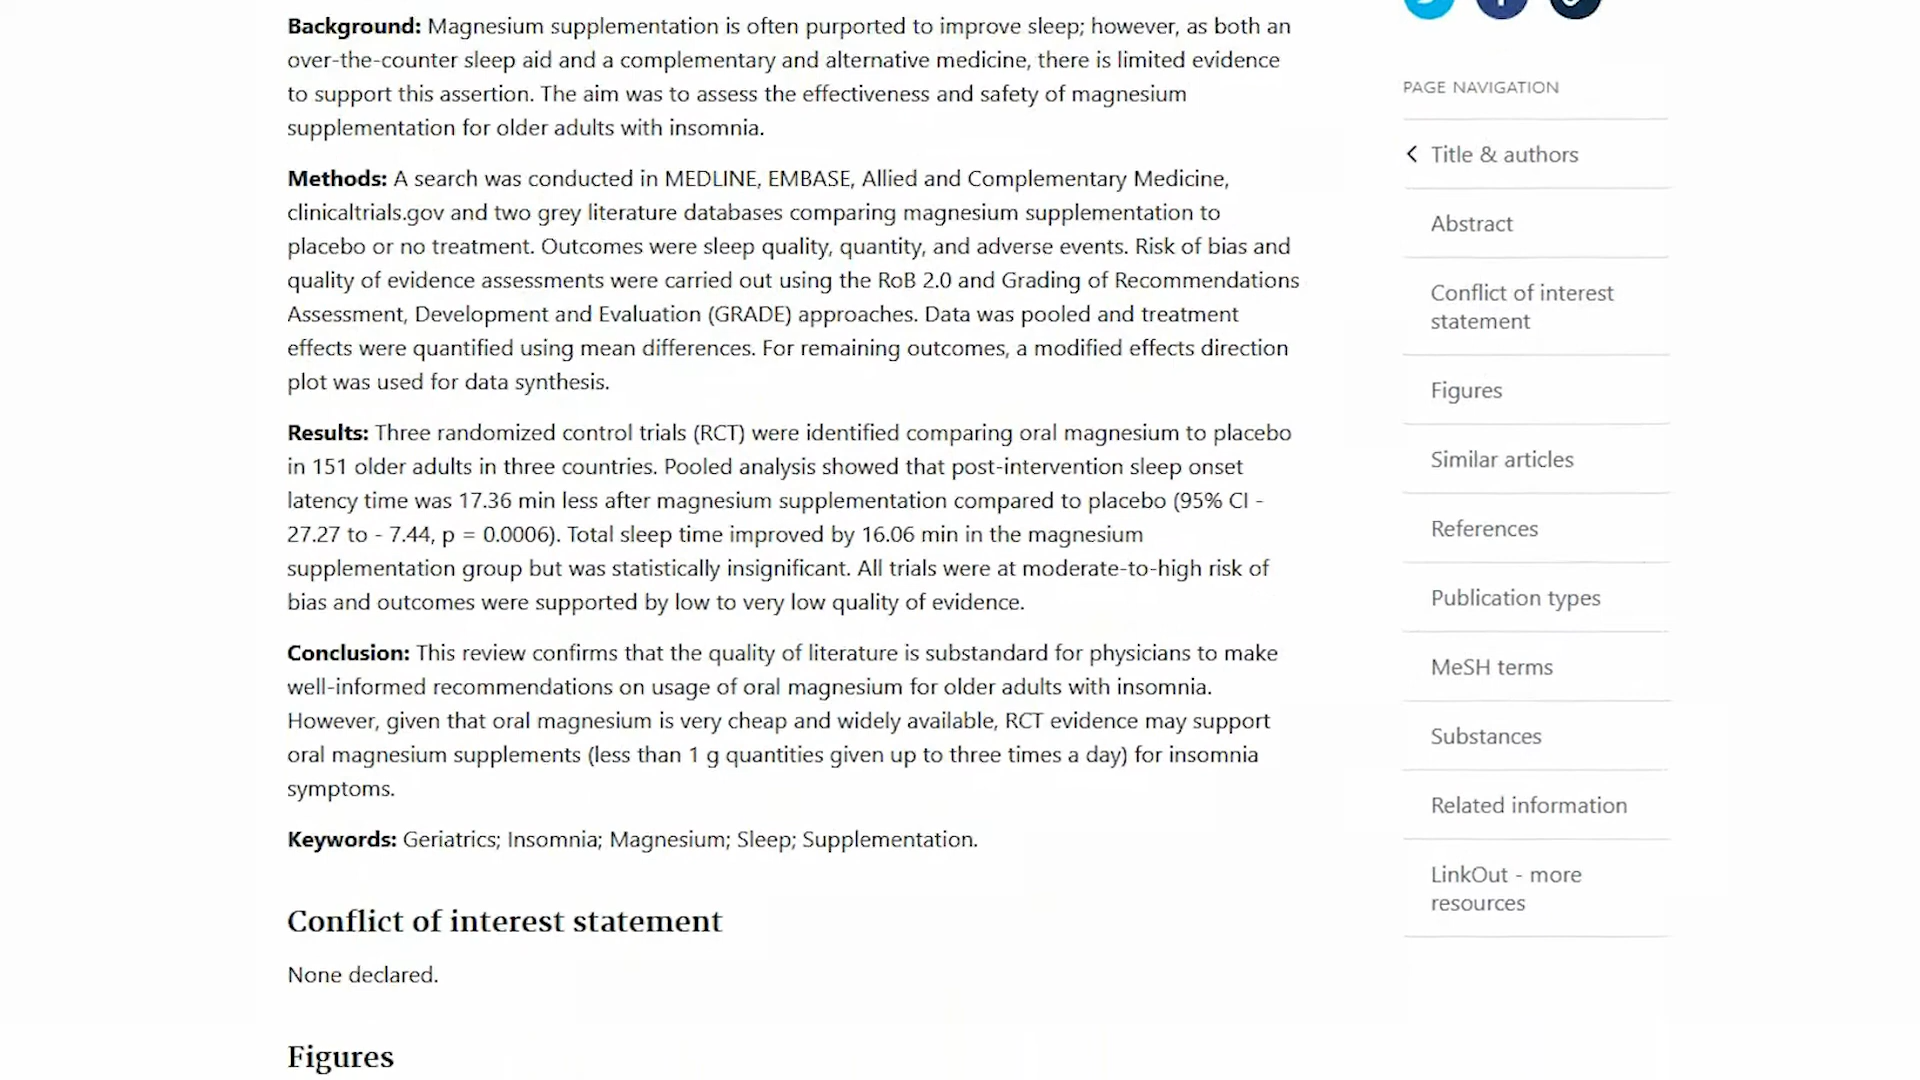 Background: Magnesium supplementation is often purported to improve sleep; however, as both an
over-the-counter sleep aid and a complementary and alternative medicine, there is limited evidence
to support this assertion. The aim was to assess the effectiveness and safety of magnesium
supplementation for older adults with insomnia.
Methods: A search was conducted in MEDLINE, EMBASE, Allied and Complementary Medicine,
clinicaltrials.gov and two grey literature databases comparing magnesium supplementation to
placebo or no treatment. Outcomes were sleep quality, quantity, and adverse events. Risk of bias and
quality of evidence assessments were carried out using the RoB 2.0 and Grading of Recommendations
Assessment, Development and Evaluation (GRADE) approaches. Data was pooled and treatment
effects were quantified using mean differences. For remaining outcomes, a modified effects direction
plot was used for data synthesis.
Results: Three randomized control trials (RCT) were identified comparing oral magnesium to placebo
in 151 older adults in three countries. Pooled analysis showed that post-intervention sleep onset
latency time was 17.36 min less after magnesium supplementation compared to placebo (95% CI -
27.27 to - 7.44, p = 0.0006). Total sleep time improved by 16.06 min in the magnesium
supplementation group but was statistically insignificant. All trials were at moderate-to-high risk of
bias and outcomes were supported by low to very low quality of evidence.
Conclusion: This review confirms that the quality of literature is substandard for physicians to make
well-informed recommendations on usage of oral magnesium for older adults with insomnia.
However, given that oral magnesium is very cheap and widely available, RCT evidence may support
oral magnesium supplements (less than 1 g quantities given up to three times a day) for insomnia
symptoms.
Keywords: Geriatrics; Insomnia; Magnesium; Sleep; Supplementation.
Conflict of interest statement
None declared.
Figures
PAGE NAVIGATION
Title & authors
Abstract
Conflict of interest
statement
Figures
Similar articles
References
Publication types
MeSH terms
Substances
Related information
LinkOut - more
resources